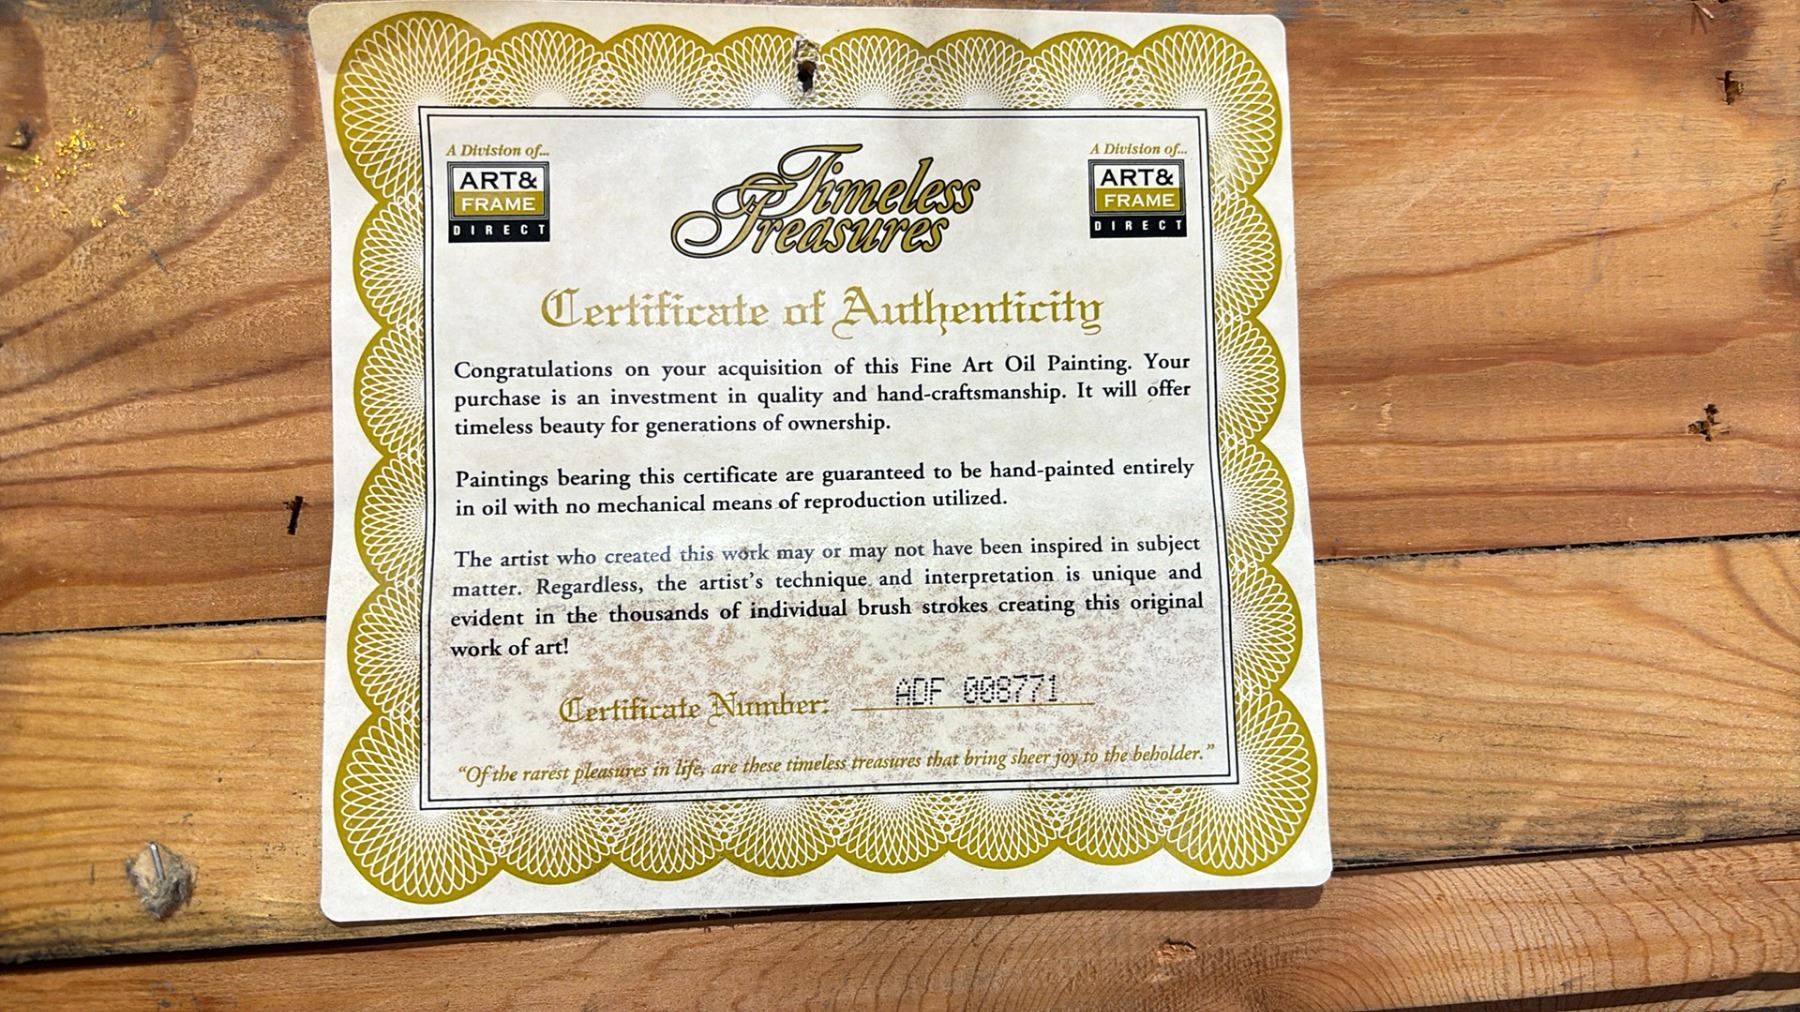 A Division of...
ART&
FRAME
DIRECT
Timeless
Treasures
A Division of...
ART&
FRAME
DIRECT
Certificate of Authenticity
Congratulations on your acquisition of this Fine Art Oil Painting. Your
purchase is an investment in quality and hand-craftsmanship. It will offer
timeless beauty for generations of ownership.
Paintings bearing this certificate are guaranteed to be hand-painted entirely
in oil with no mechanical means of reproduction utilized.
The artist who created this work may or may not have been inspired in subject
matter. Regardless, the artist's technique and interpretation is unique and
evident in the thousands of individual brush strokes creating this original
work of art!
Certificate Number: ADF 008771
"Of the rarest pleasures in life, are these timeless treasures that bring sheer joy to the beholder."